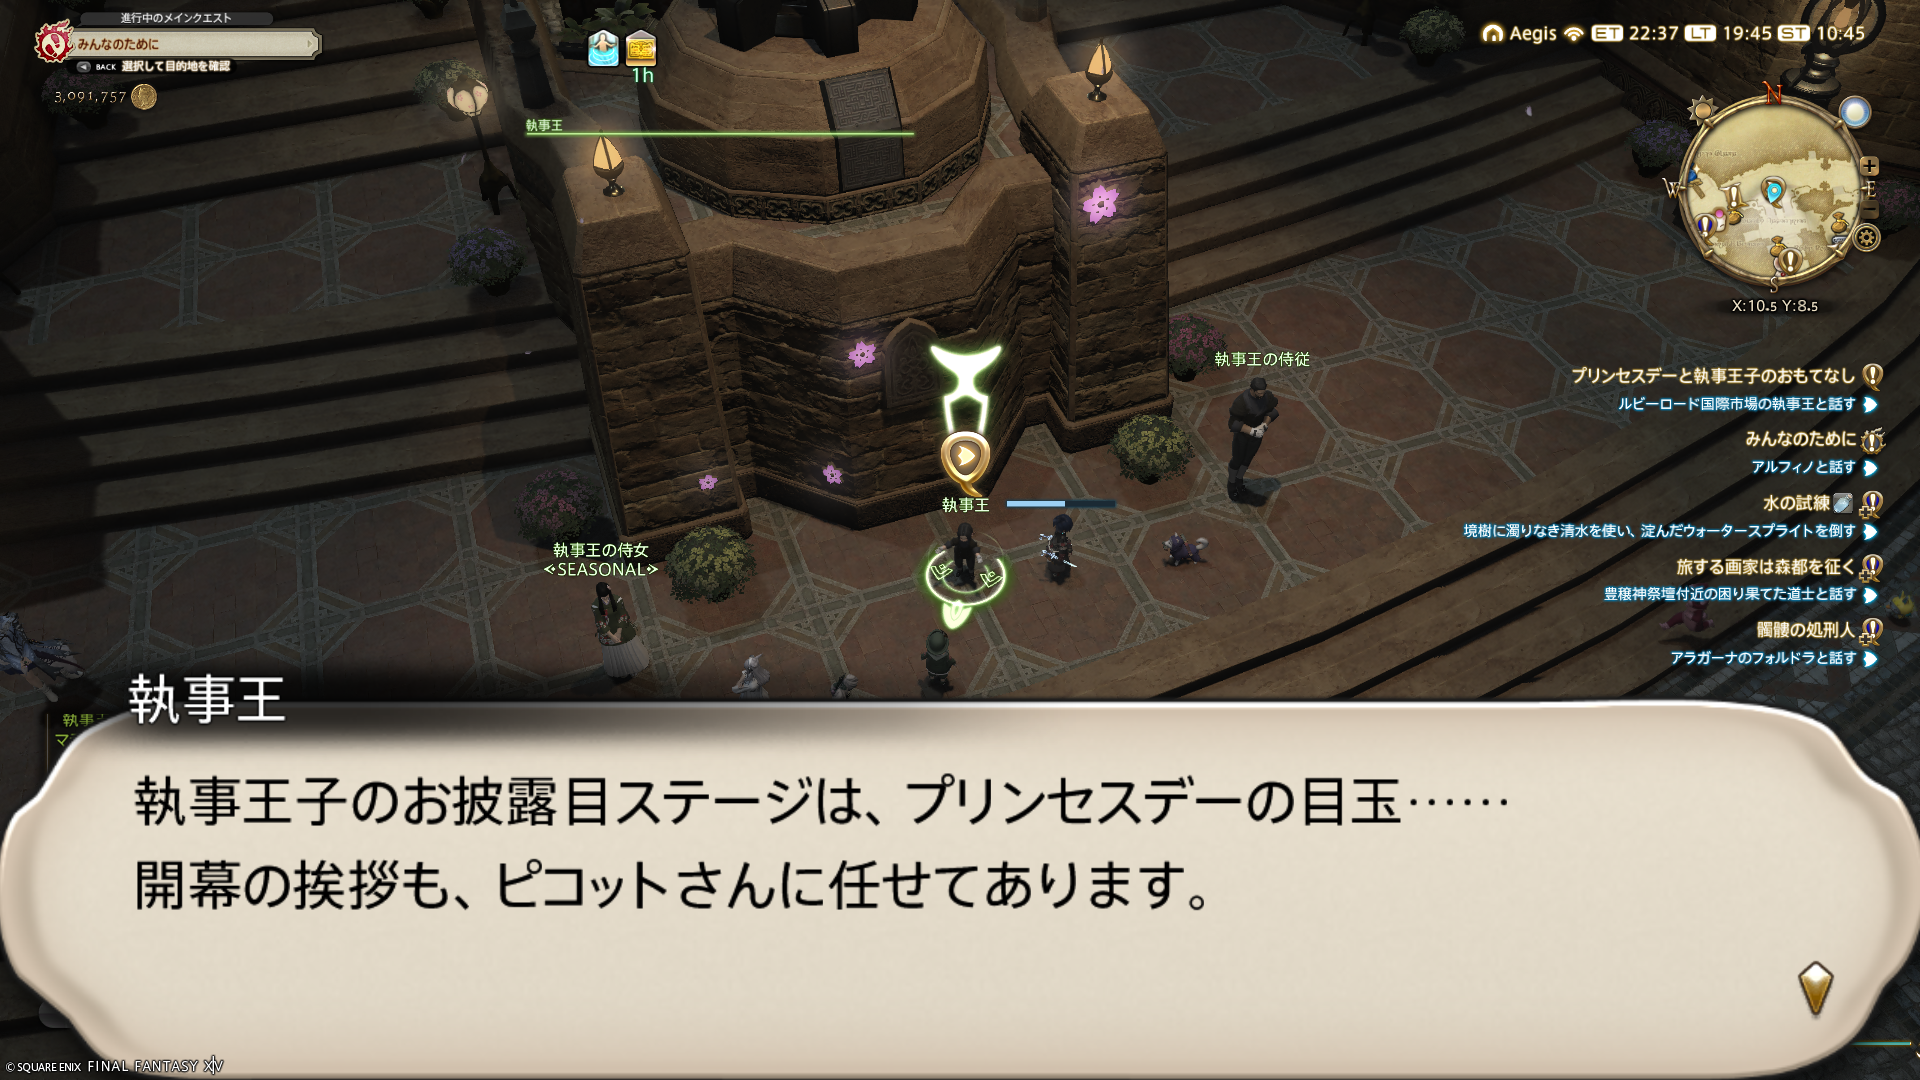 進行中のメインクエスト
みんなのために
BACK 選択して目的地を確認
3,091,757
1h
執事王
Aegis ET 22:37 LT 19:45 ST 10:45
N
W
E
S
X:10.5 Y:8.5
プリンセスデーと執事王子のおもてなし
ルビーロード国際市場の執事王と話す
みんなのために
アルフィノと話す
水の試練
境樹に濁りなき清水を使い、淀んだウォータースプライトを倒す
旅する画家は森都を征く
豊穣神祭壇付近の困り果てた道士と話す
髑髏の処刑人
アラガーナのフォルドラと話す
執事王の侍従
執事王
執事王の侍女
<SEASONAL>
執事王
執事王子のお披露目ステージは、プリンセスデーの目玉……
開幕の挨拶も、ピコットさんに任せてあります。
© SQUARE ENIX FINAL FANTASY XIV